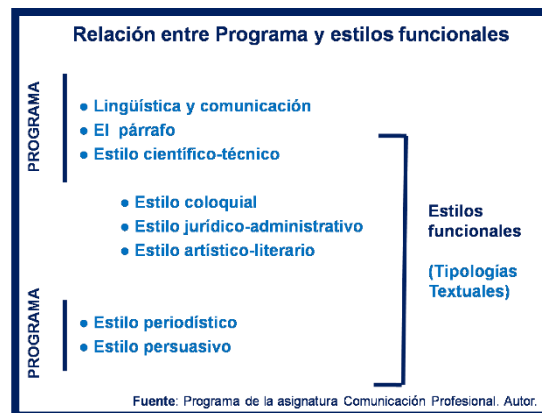 Relación entre Programa y estilos funcionales
PROGRAMA
● Lingüística y comunicación
● El párrafo
● Estilo científico-técnico
● Estilo coloquial
● Estilo jurídico-administrativo
● Estilo artístico-literario
Estilos
funcionales
(Tipologías
Textuales)
PROGRAMA
● Estilo periodístico
● Estilo persuasivo
Fuente: Programa de la asignatura Comunicación Profesional. Autor.